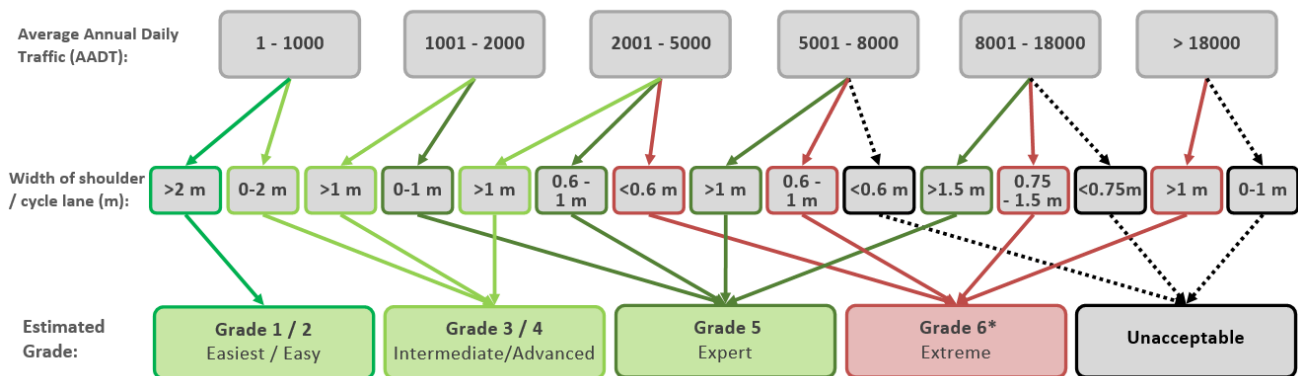 Average Annual Daily
Traffic (AADT):
1 - 1000
1001 - 2000
2001 - 5000
5001 - 8000
8001 - 18000
> 18000
Width of shoulder
/ cycle lane (m):
>2 m
0-2 m
>1 m
0-1 m
>1 m
0.6 -
1 m
<0.6 m
>1 m
0.6 -
1 m
<0.6 m
>1.5 m
0.75
- 1.5 m
<0.75m
>1 m
0-1 m
Estimated
Grade:
Grade 1 / 2
Easiest / Easy
Grade 3 / 4
Intermediate/Advanced
Grade 5
Expert
Grade 6*
Extreme
Unacceptable